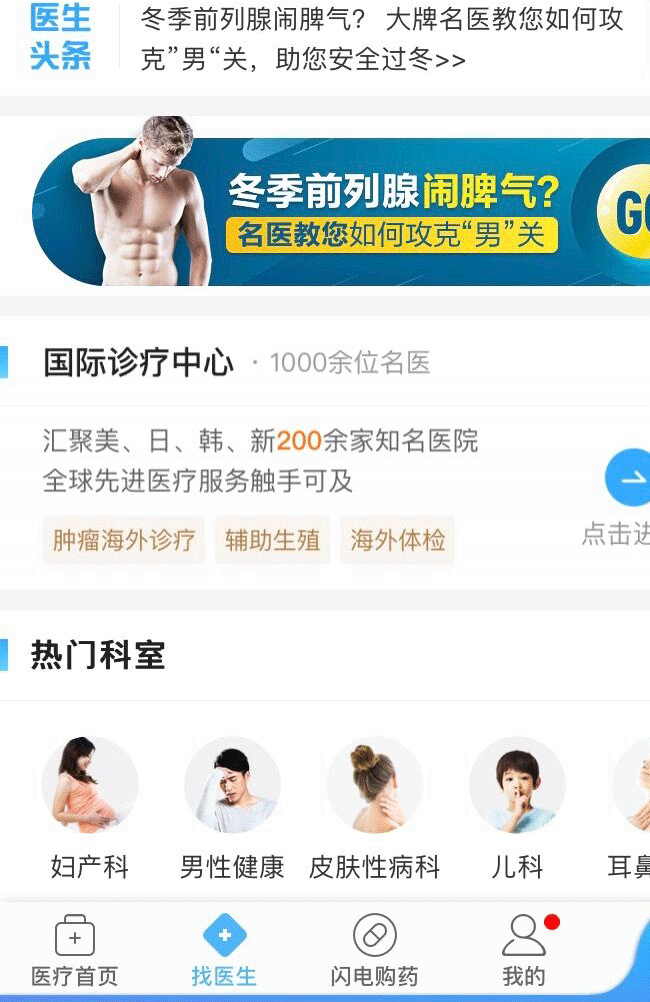 医生
头条
冬季前列腺闹脾气？ 大牌名医教您如何攻
克”男“关，助您安全过冬>>
冬季前列腺闹脾气?
名医教您如何攻克“男”关
国际诊疗中心 · 1000余位名医
汇聚美、日、韩、新200余家知名医院
全球先进医疗服务触手可及
点击进
肿瘤海外诊疗 辅助生殖 海外体检
热门科室
妇产科 男性健康 皮肤性病科 儿科 耳鼻
医疗首页 找医生 闪电购药 我的